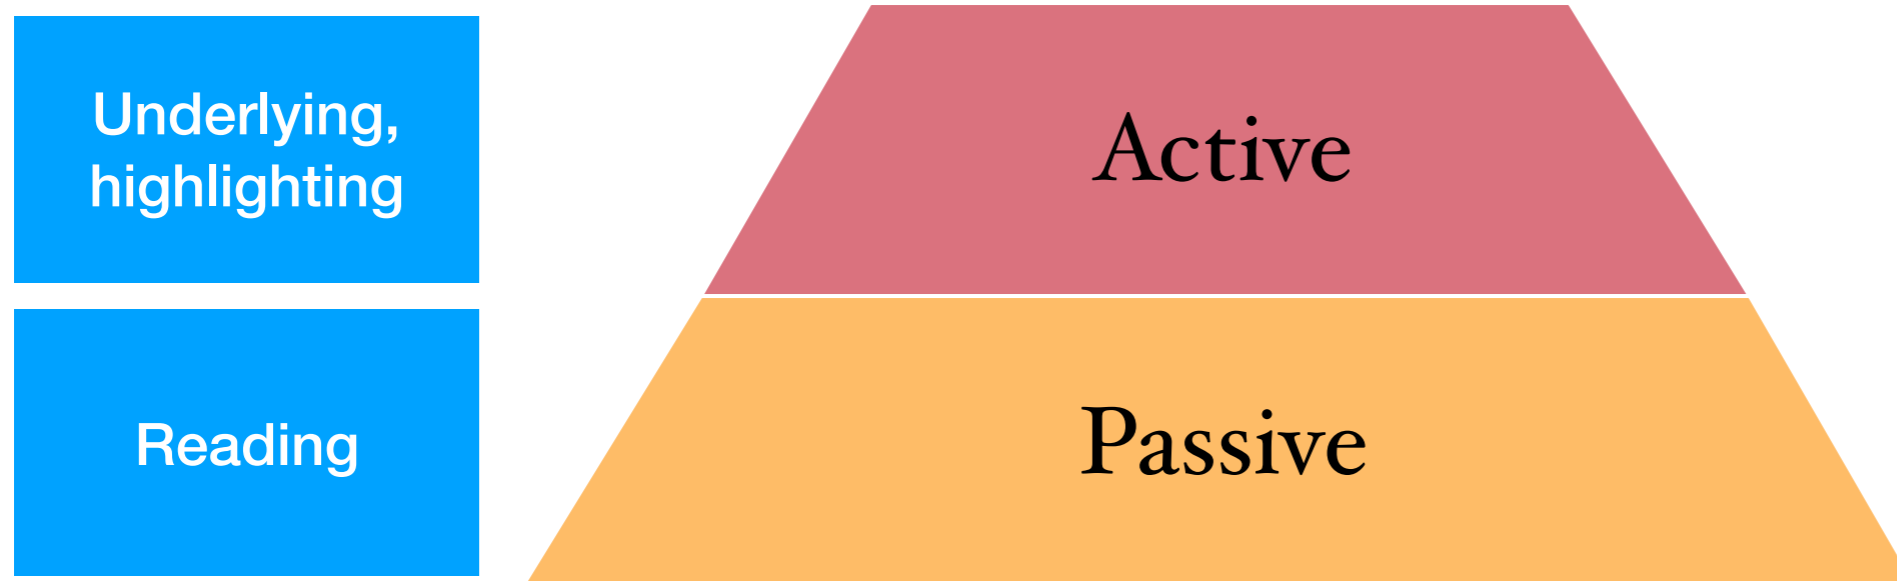 Underlying,
highlighting
Active
Reading
Passive